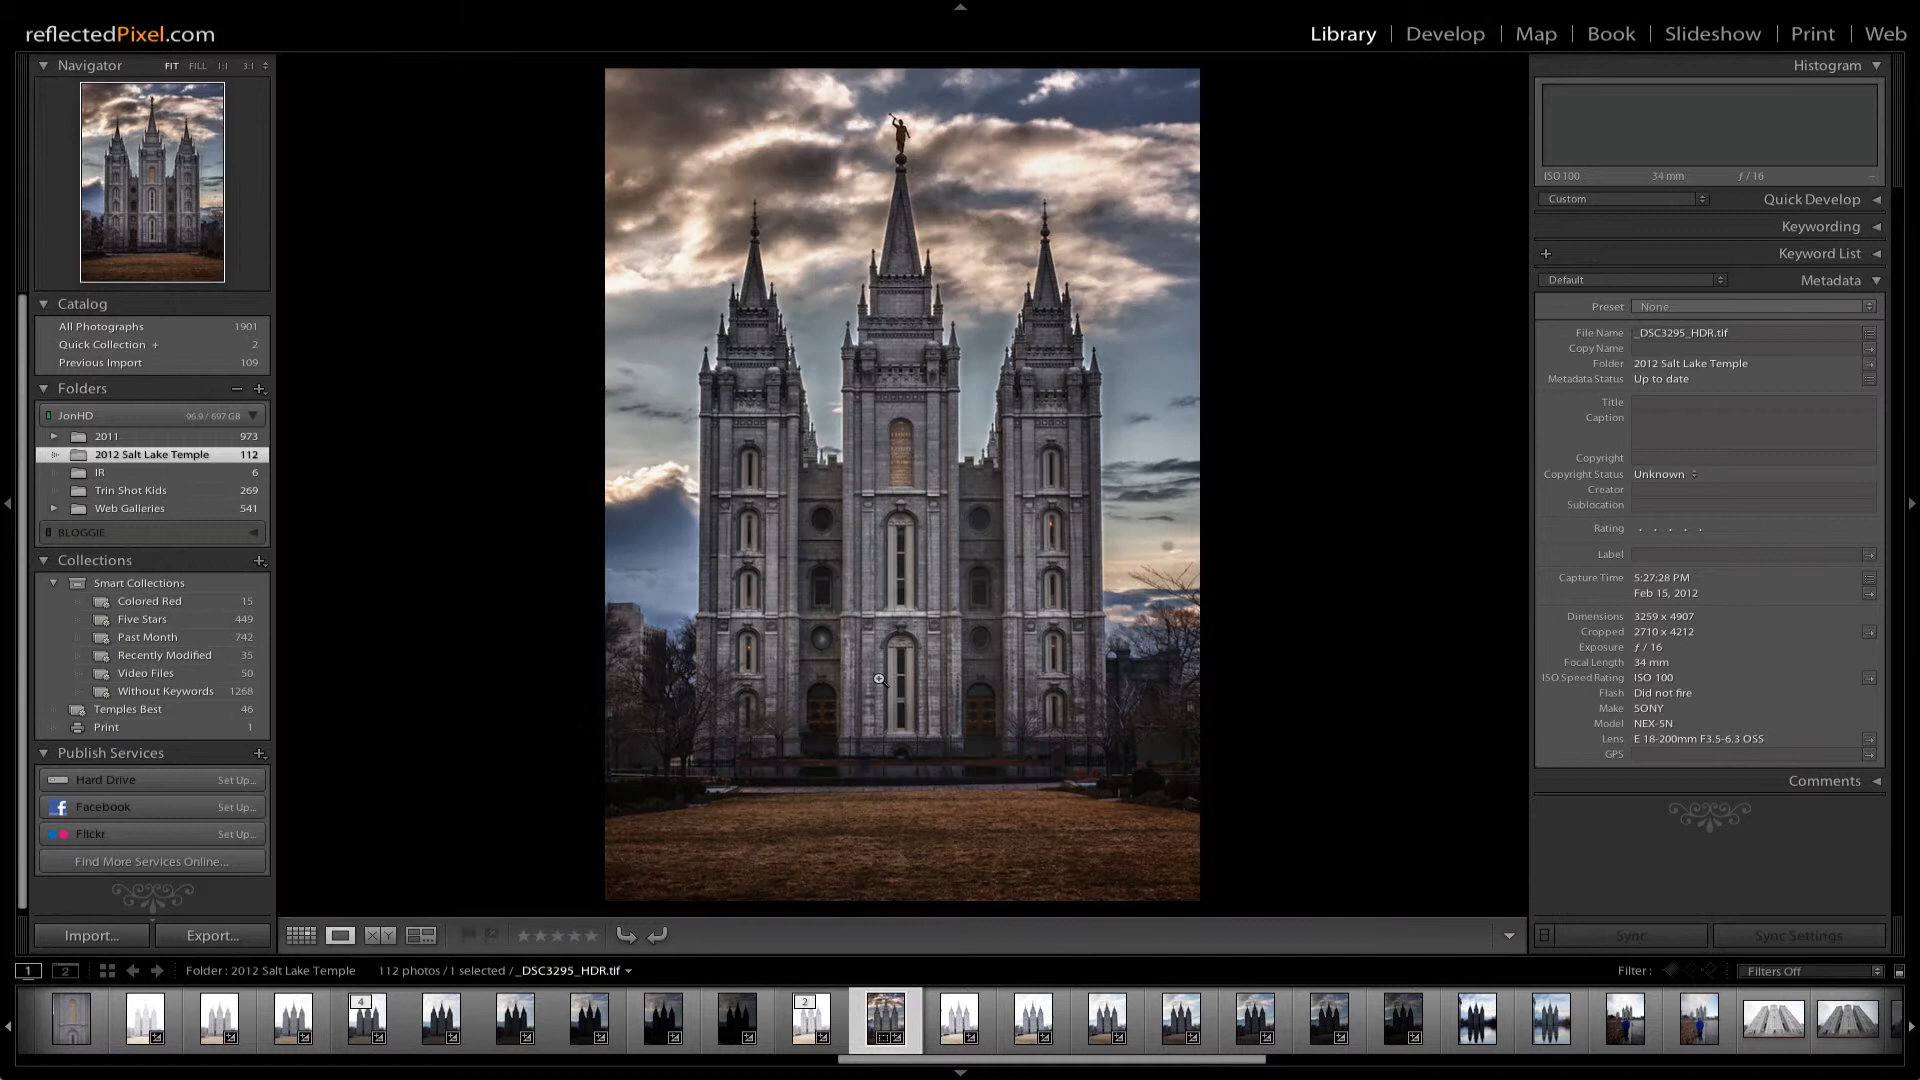 reflectedPixel.com
Library | Develop | Map | Book | Slideshow | Print | Web
Navigator FIT FILL 1:1 3:1
Catalog
All Photographs 1901
Quick Collection + 2
Previous Import 109
Folders
JonHD 96.9 / 697 GB
2011 973
2012 Salt Lake Temple 112
IR 6
Trin Shot Kids 269
Web Galleries 541
BLOGGIE
Collections
Smart Collections
Colored Red 15
Five Stars 449
Past Month 742
Recently Modified 35
Video Files 50
Without Keywords 1268
Temples Best 46
Print 1
Publish Services
Hard Drive Set Up...
Facebook Set Up...
Flickr Set Up...
Find More Services Online...
Import... Export...
Histogram
ISO 100 34 mm ƒ / 16
Custom Quick Develop
Keywording
+ Keyword List
Default Metadata
Preset None
File Name _DSC3295_HDR.tif
Copy Name
Folder 2012 Salt Lake Temple
Metadata Status Up to date
Title
Caption
Copyright
Copyright Status Unknown
Creator
Sublocation
Rating
Label
Capture Time 5:27:28 PM
Feb 15, 2012
Dimensions 3259 x 4907
Cropped 2710 x 4212
Exposure ƒ / 16
Focal Length 34 mm
ISO Speed Rating ISO 100
Flash Did not fire
Make SONY
Model NEX-5N
Lens E 18-200mm F3.5-6.3 OSS
GPS
Comments
Sync Sync Settings
XY
1 2 Folder : 2012 Salt Lake Temple 112 photos / 1 selected / _DSC3295_HDR.tif
Filter : Filters Off
4 2